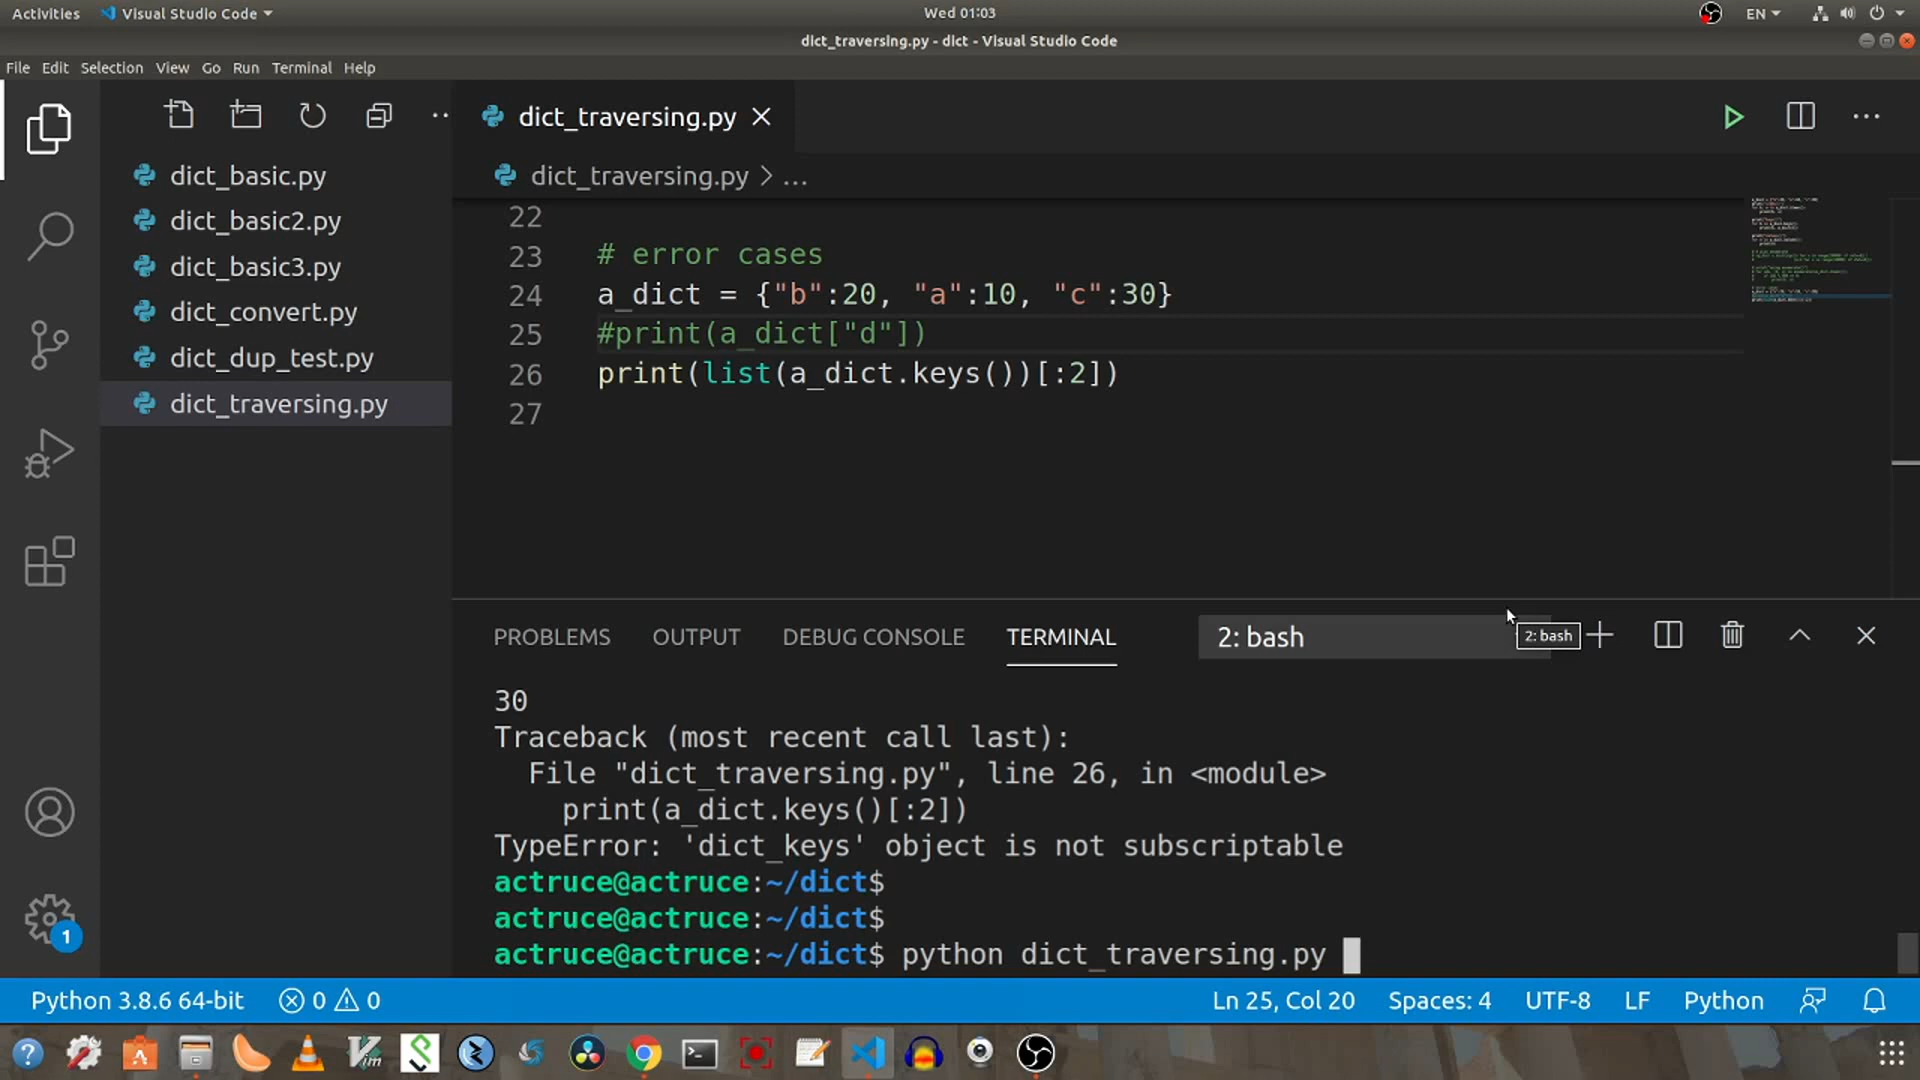 Activities Visual Studio Code Wed 01:03 EN
dict_traversing.py - dict - Visual Studio Code
File Edit Selection View Go Run Terminal Help
dict_traversing.py
dict_traversing.py > ...
dict_basic.py
dict_basic2.py
dict_basic3.py
dict_convert.py
dict_dup_test.py
dict_traversing.py
22
23 # error cases
24 a_dict = {"b":20, "a":10, "c":30}
25 #print(a_dict["d"])
26 print(list(a_dict.keys())[:2])
27
PROBLEMS OUTPUT DEBUG CONSOLE TERMINAL 2: bash 2: bash
30
Traceback (most recent call last):
File "dict_traversing.py", line 26, in <module>
print(a_dict.keys()[:2])
TypeError: 'dict_keys' object is not subscriptable
actruce@actruce:~/dict$
actruce@actruce:~/dict$
actruce@actruce:~/dict$ python dict_traversing.py
1
Python 3.8.6 64-bit 0 0 Ln 25, Col 20 Spaces: 4 UTF-8 LF Python